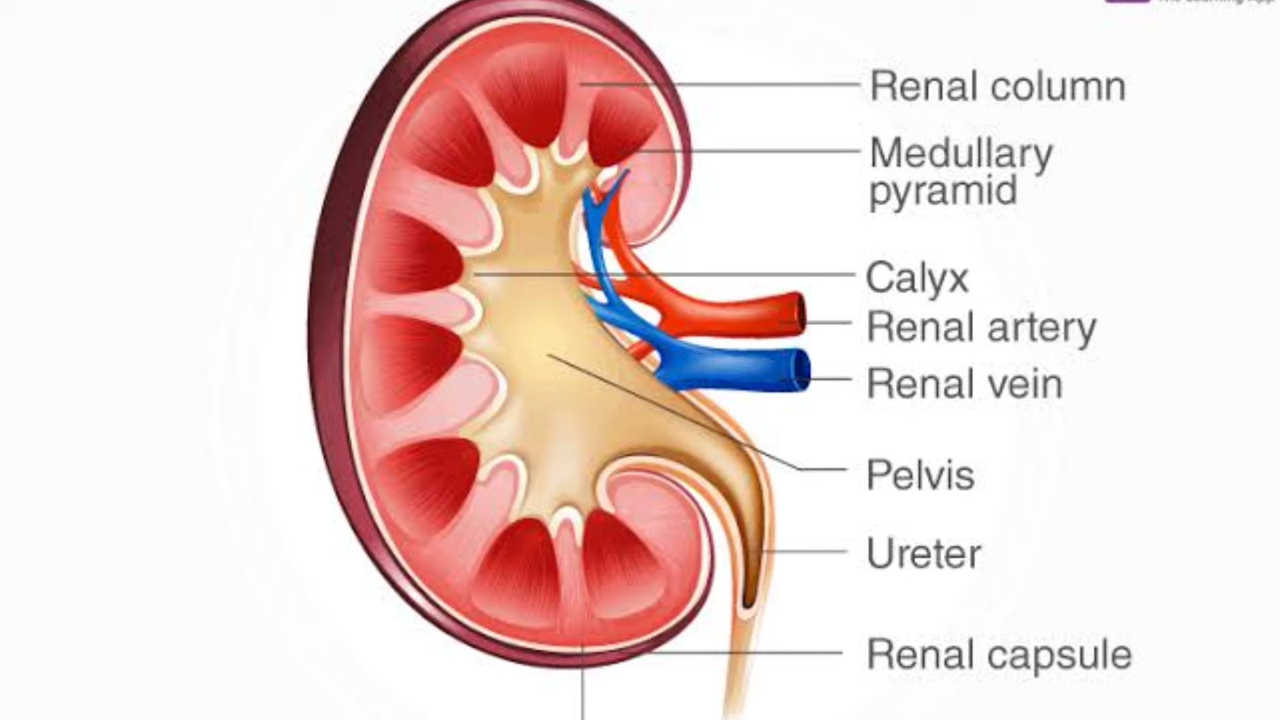 Renal column
Medullary
pyramid
Calyx
Renal artery
Renal vein
Pelvis
Ureter
Renal capsule